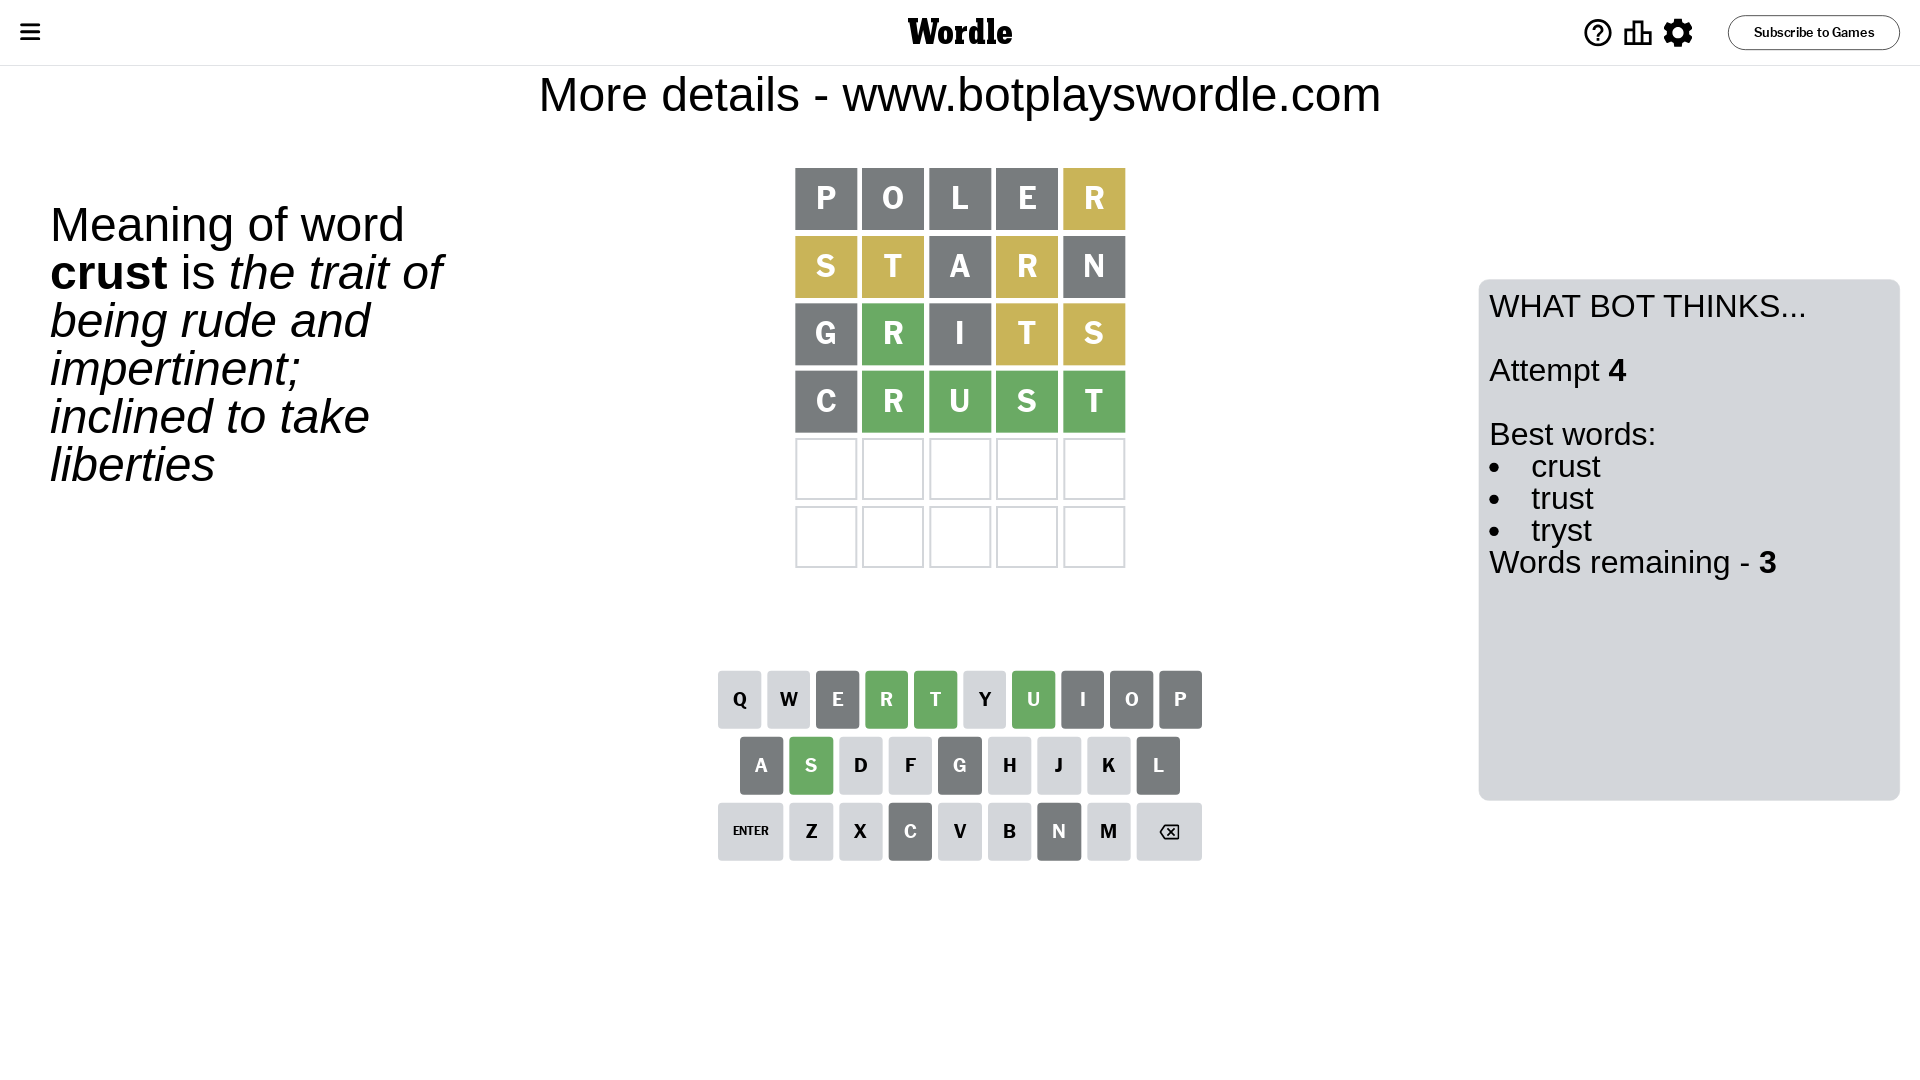 Wordle
Subscribe to Games
More details - www.botplayswordle.com
Meaning of word
crust is the trait of
being rude and
impertinent;
inclined to take
liberties
P O L E R
S T A R N
G R I T S
C R U S T
WHAT BOT THINKS...
Attempt 4
Best words:
• crust
• trust
• tryst
Words remaining - 3
Q W E R T Y U I O P
A S D F G H J K L
ENTER Z X C V B N M